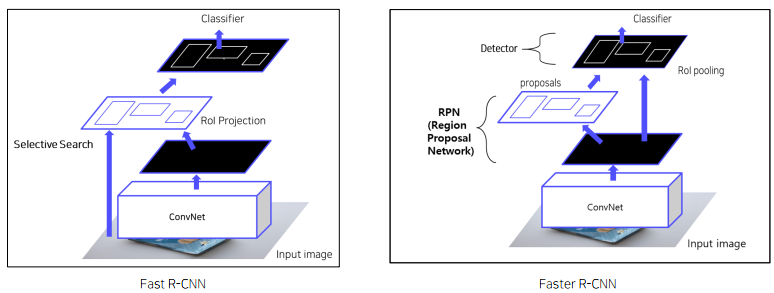 Classifier
RoI Projection
Selective Search
ConvNet
Input image
Fast R-CNN
Classifier
Detector
RoI pooling
proposals
RPN
(Region
Proposal
Network)
ConvNet
Input image
Faster R-CNN